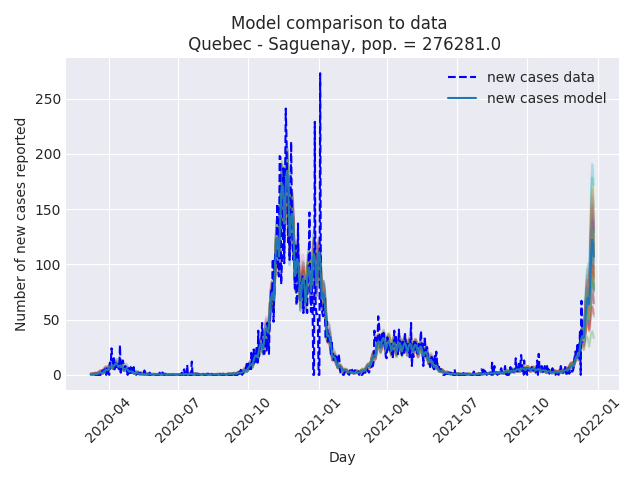 Model comparison to data
Quebec - Saguenay, pop. = 276281.0
new cases data
new cases model
Number of new cases reported
250
200
150
100
50
0
2020-04
2020-07
2020-10
2021-01
2021-04
2021-07
2021-10
2022-01
Day